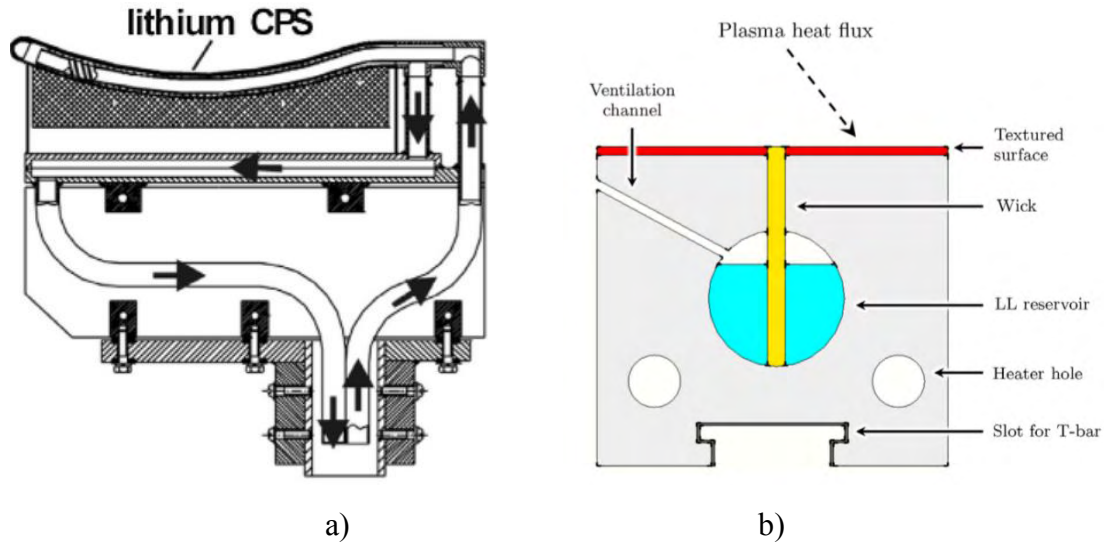 lithium CPS
Plasma heat flux
Ventilation
channel
Textured
surface
Wick
LL reservoir
Heater hole
Slot for T-bar
a)
b)